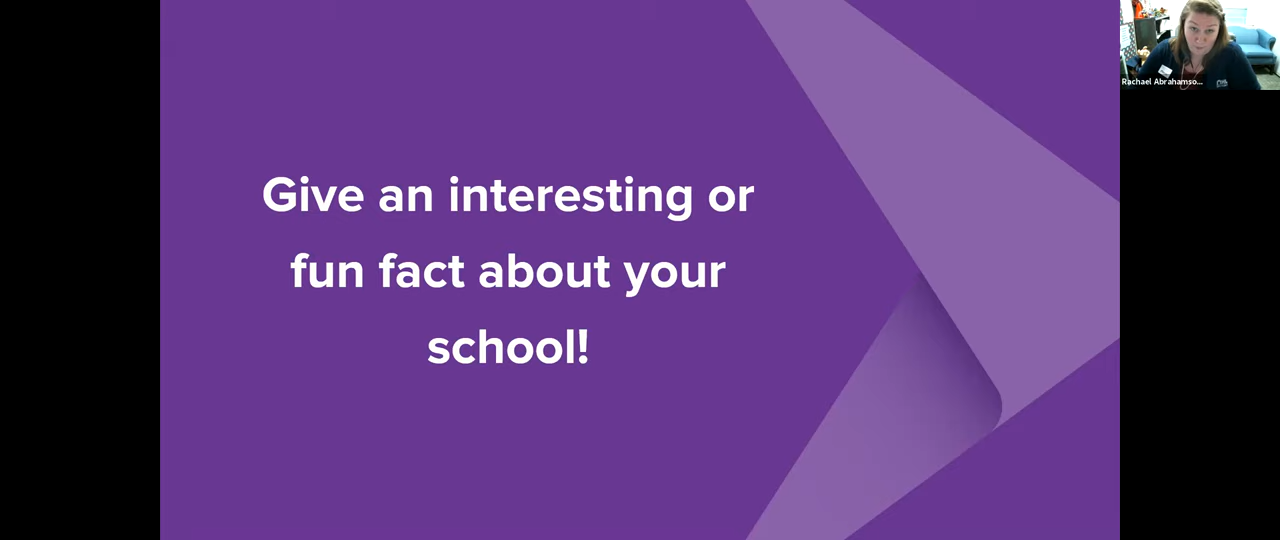 Give an interesting or
fun fact about your
school!
Rachael Abrahamso...